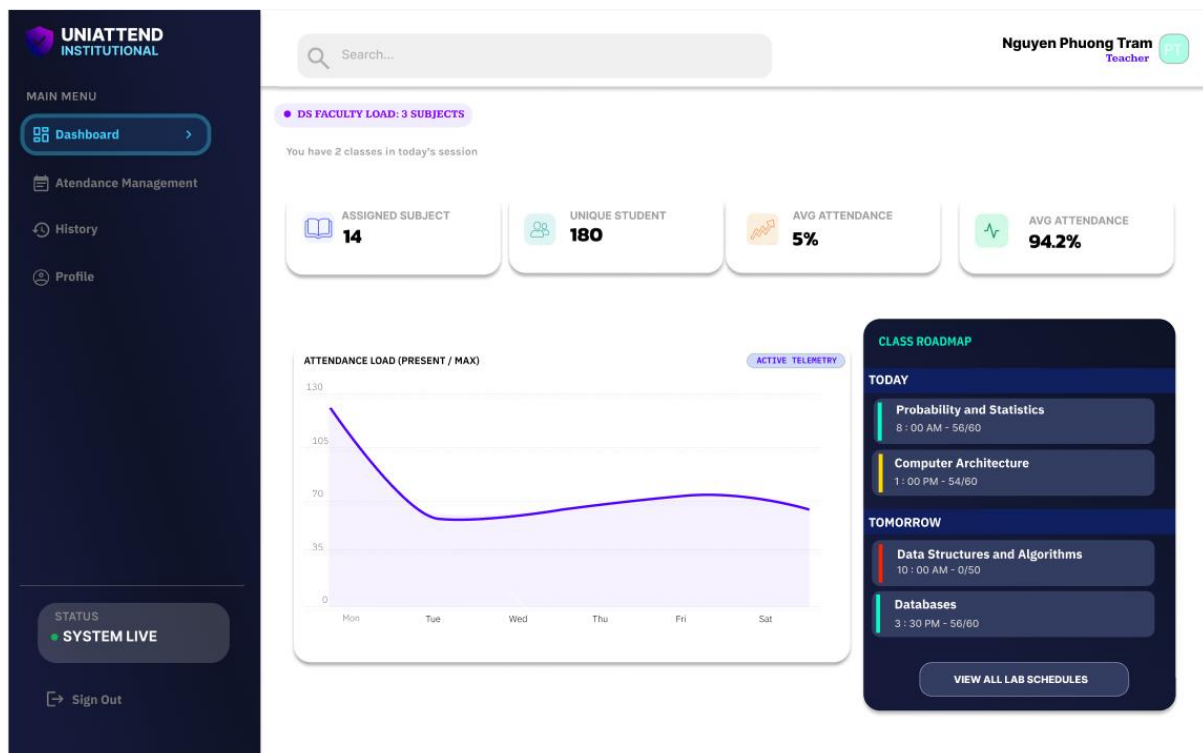 UNIATTEND
INSTITUTIONAL
MAIN MENU
Dashboard
Atendance Management
History
Profile
STATUS
SYSTEM LIVE
Sign Out
Search...
Nguyen Phuong Tram
Teacher
PT
DS FACULTY LOAD: 3 SUBJECTS
You have 2 classes in today's session
ASSIGNED SUBJECT
14
UNIQUE STUDENT
180
AVG ATTENDANCE
5%
AVG ATTENDANCE
94.2%
ATTENDANCE LOAD (PRESENT / MAX)
ACTIVE TELEMETRY
130
105
70
35
0
Mon Tue Wed Thu Fri Sat
CLASS ROADMAP
TODAY
Probability and Statistics
8 : 00 AM - 56/60
Computer Architecture
1 : 00 PM - 54/60
TOMORROW
Data Structures and Algorithms
10 : 00 AM - 0/50
Databases
3 : 30 PM - 56/60
VIEW ALL LAB SCHEDULES